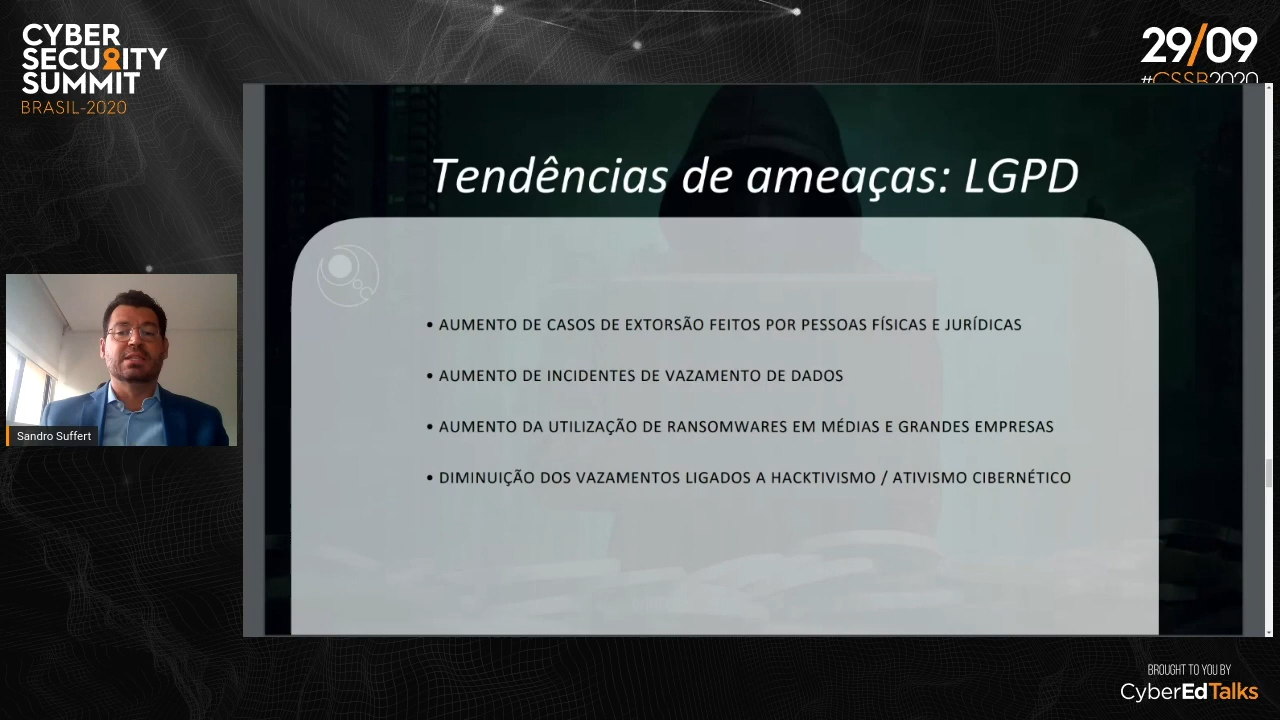 CYBER
SECURITY
SUMMIT
BRASIL-2020
29/09
#CSSB2020
Tendências de ameaças: LGPD
• AUMENTO DE CASOS DE EXTORSÃO FEITOS POR PESSOAS FÍSICAS E JURÍDICAS
• AUMENTO DE INCIDENTES DE VAZAMENTO DE DADOS
• AUMENTO DA UTILIZAÇÃO DE RANSOMWARES EM MÉDIAS E GRANDES EMPRESAS
• DIMINUIÇÃO DOS VAZAMENTOS LIGADOS A HACKTIVISMO / ATIVISMO CIBERNÉTICO
Sandro Suffert
BROUGHT TO YOU BY
CyberEdTalks